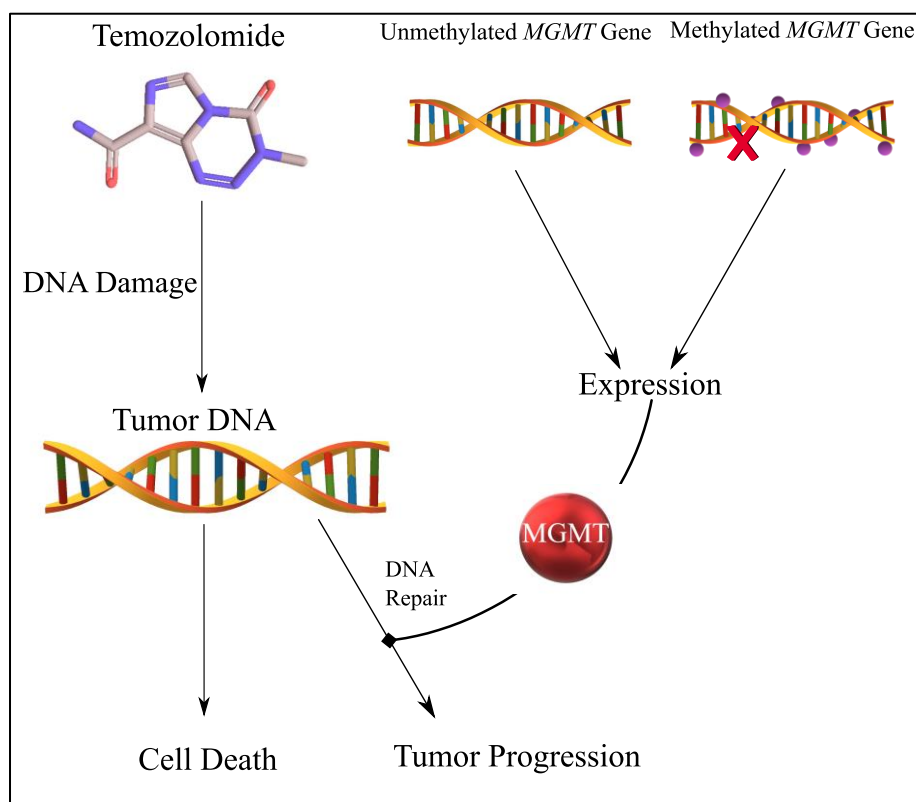 Temozolomide
Unmethylated MGMT Gene
Methylated MGMT Gene
DNA Damage
Expression
Tumor DNA
MGMT
DNA
Repair
Cell Death
Tumor Progression